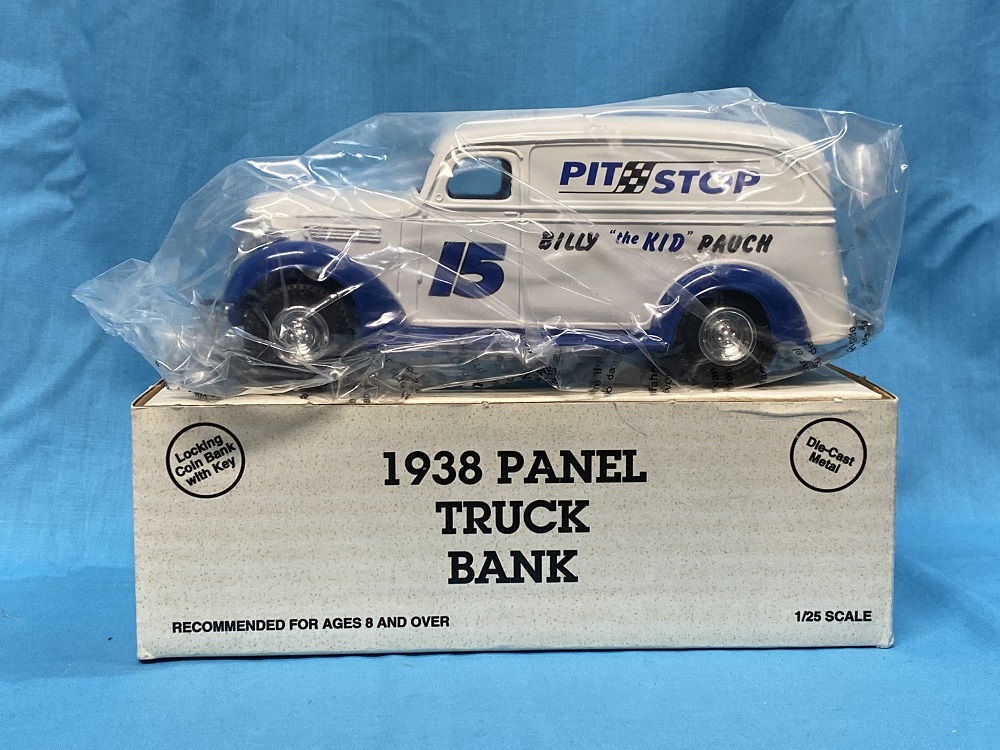 PIT STOP
BILLY "the KID" PAUCH
15
Locking
Coin Bank
with Key
Die-Cast
Metal
1938 PANEL
TRUCK
BANK
RECOMMENDED FOR AGES 8 AND OVER
1/25 SCALE